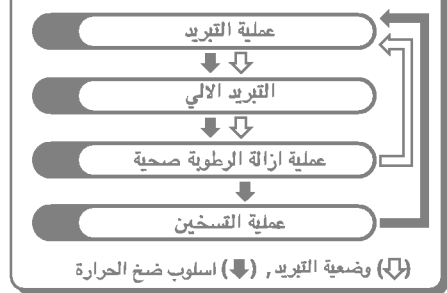 عملية التبريد
التبريد الالي
عملية ازالة الرطوبة صحية
عملية التسخين
(⇩) وضعية التبريد , (⬇) اسلوب ضخ الحرارة